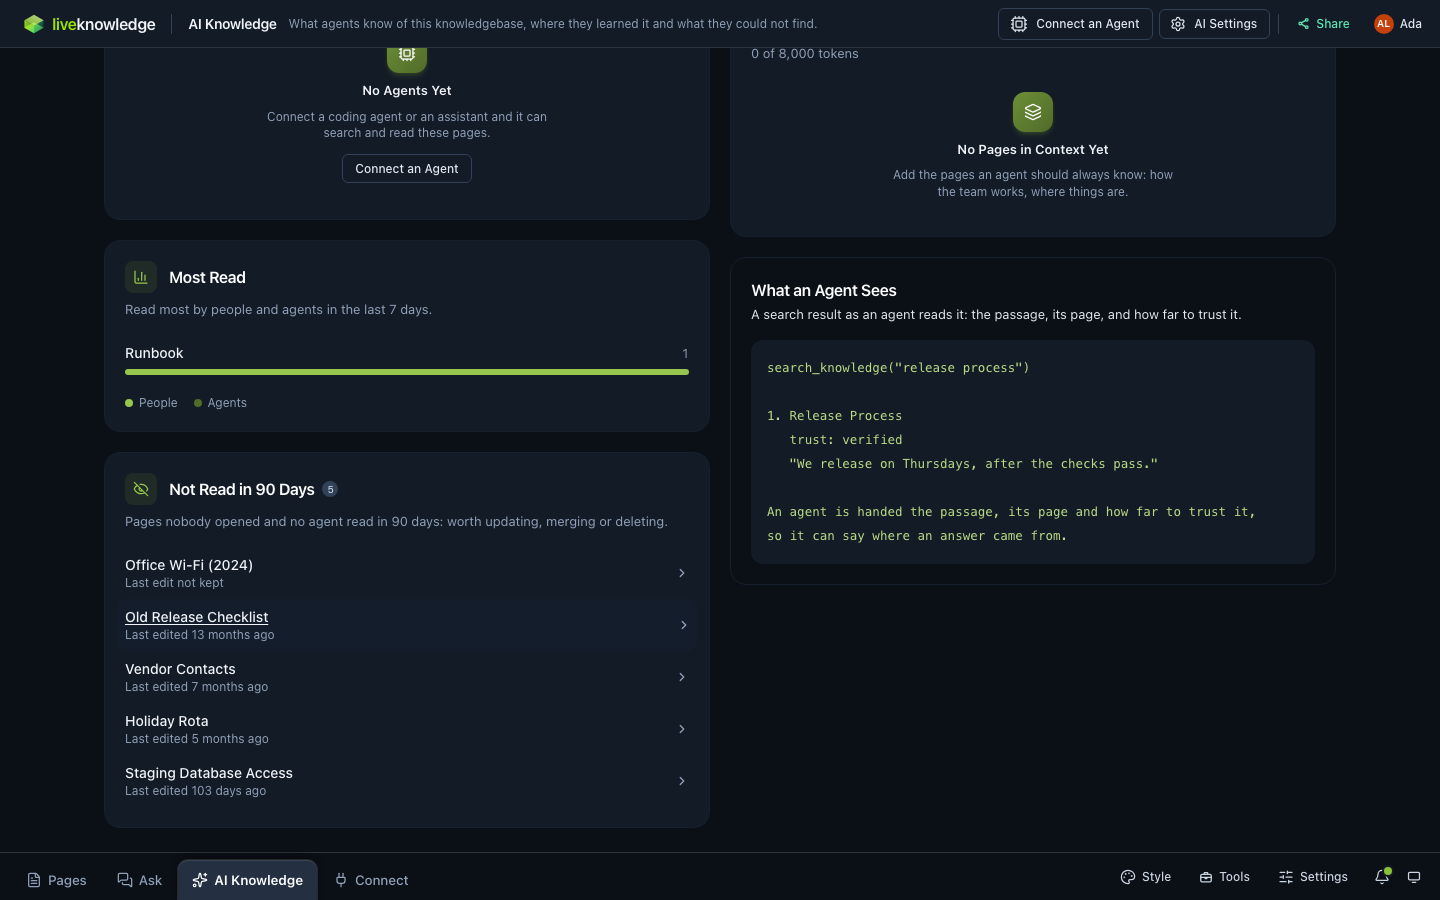 liveknowledge
AI Knowledge
What agents know of this knowledgebase, where they learned it and what they could not find.
Connect an Agent
AI Settings
Share
AL
Ada
No Agents Yet
Connect a coding agent or an assistant and it can
search and read these pages.
Connect an Agent
0 of 8,000 tokens
No Pages in Context Yet
Add the pages an agent should always know: how
the team works, where things are.
Most Read
Read most by people and agents in the last 7 days.
Runbook
1
People
Agents
Not Read in 90 Days
5
Pages nobody opened and no agent read in 90 days: worth updating, merging or deleting.
Office Wi-Fi (2024)
Last edit not kept
Old Release Checklist
Last edited 13 months ago
Vendor Contacts
Last edited 7 months ago
Holiday Rota
Last edited 5 months ago
Staging Database Access
Last edited 103 days ago
What an Agent Sees
A search result as an agent reads it: the passage, its page, and how far to trust it.
search_knowledge("release process")
1. Release Process
trust: verified
"We release on Thursdays, after the checks pass."
An agent is handed the passage, its page and how far to trust it,
so it can say where an answer came from.
Pages
Ask
AI Knowledge
Connect
Style
Tools
Settings